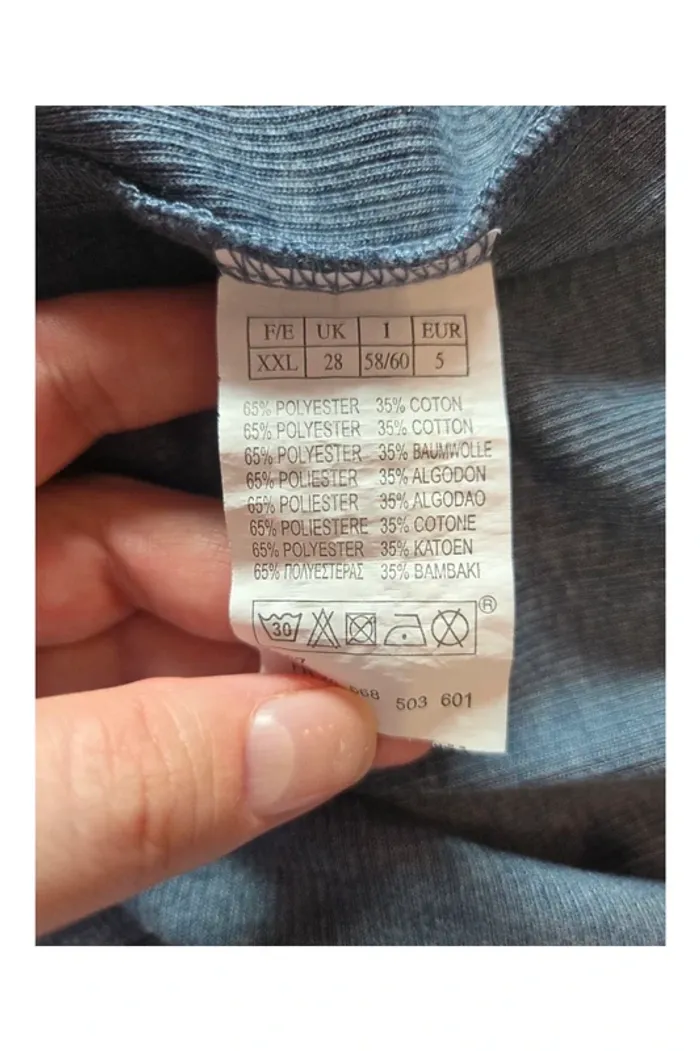 F/E UK 1 EUR
XXL 28 58/60 5
65% POLYESTER 35% COTON
65% POLYESTER 35% COTTON
65% POLYESTER 35% BAUMWOLLE
65% POLIESTER 35% ALGODON
65% POLIESTER 35% ALGODAO
65% POLIESTERE 35% COTONE
65% POLYESTER 35% KATOEN
65% ΠΟΛΥΕΣΤΕΡΑΣ 35% BAMBAKI
30 ®
503 601